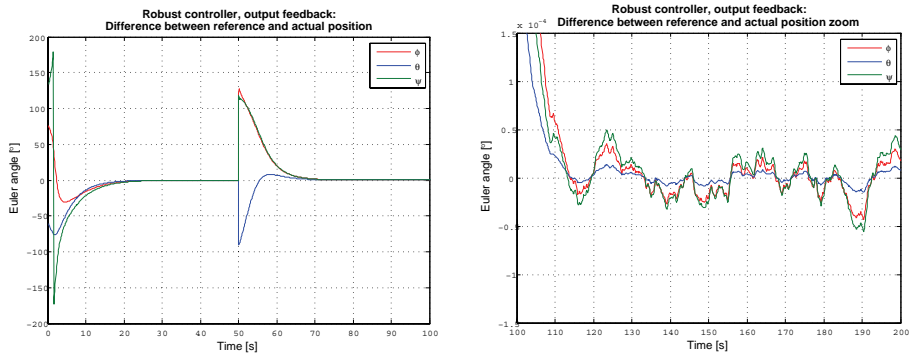 Robust controller, output feedback:
Difference between reference and actual position
200
150
100
50
0
−50
−100
−150
−200
Euler angle [°]
0 10 20 30 40 50 60 70 80 90 100
Time [s]
ϕ
θ
ψ
Robust controller, output feedback:
Difference between reference and actual position zoom
x 10⁻⁴
1.5
1
0.5
0
−0.5
−1
−1.5
Euler angle [°]
100 110 120 130 140 150 160 170 180 190 200
Time [s]
ϕ
θ
ψ